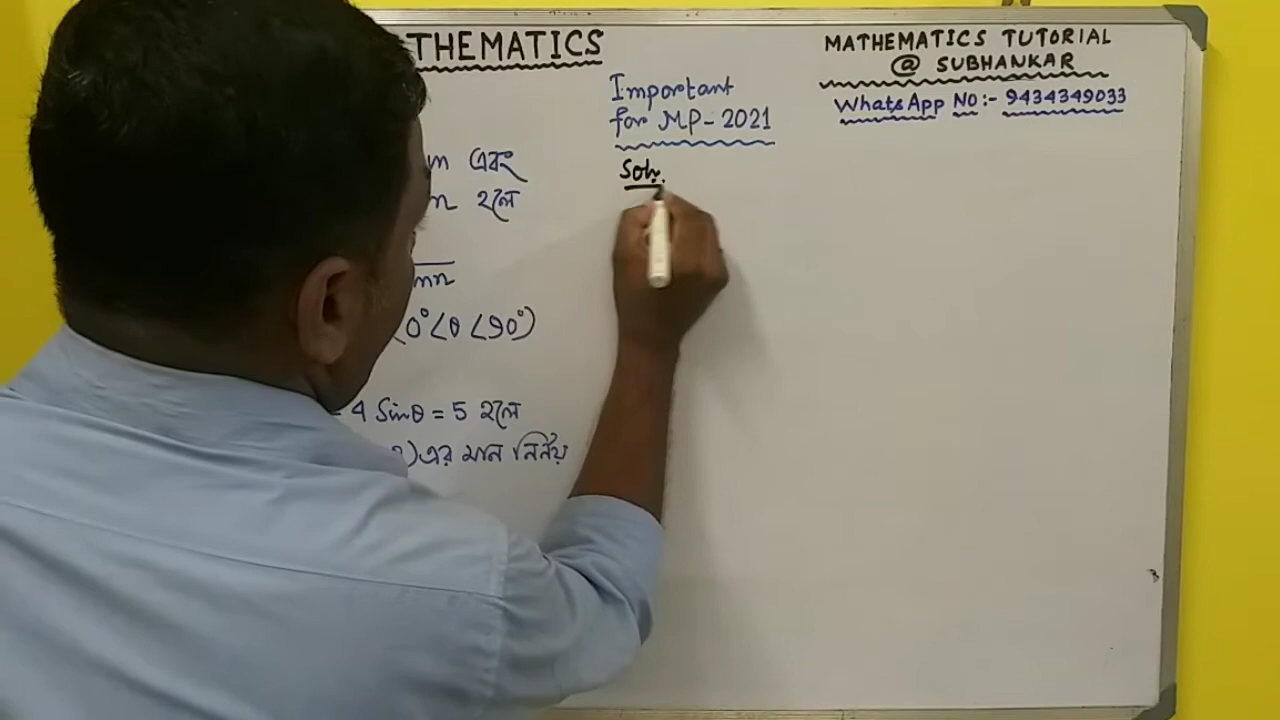 THEMATICS
m এবং
n হলে
mn
(0°<θ<90°)
= 4 Sinθ = 5 হলে
২)এর মান নির্ণয়
Important
for MP-2021
Soln.
MATHEMATICS TUTORIAL
@ SUBHANKAR
WhatsApp No:- 9434349033